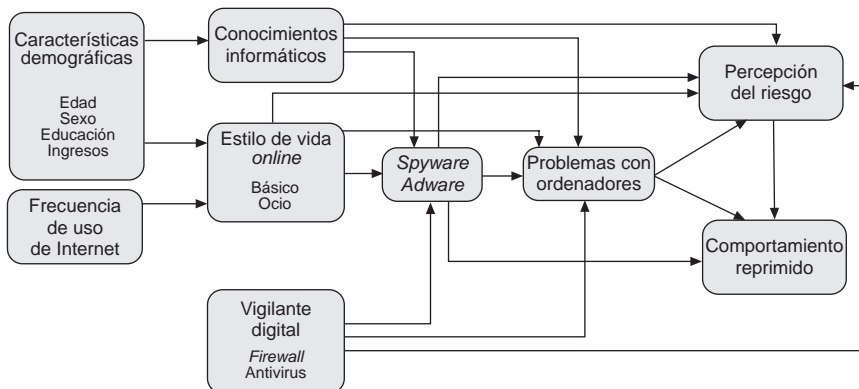 Características
demográficas
Edad
Sexo
Educación
Ingresos
Frecuencia
de uso
de Internet
Conocimientos
informáticos
Estilo de vida
online
Básico
Ocio
Vigilante
digital
Firewall
Antivirus
Spyware
Adware
Problemas con
ordenadores
Percepción
del riesgo
Comportamiento
reprimido